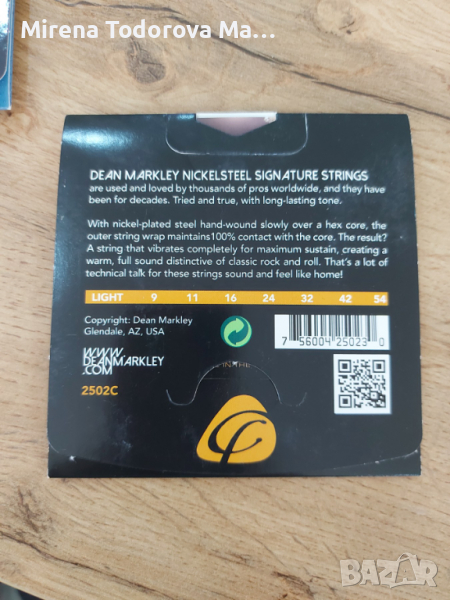 Mirena Todorova Ma...
DEAN MARKLEY NICKELSTEEL SIGNATURE STRINGS
are used and loved by thousands of pros worldwide, and they have
been for decades. Tried and true, with long-lasting tone.
With nickel-plated steel hand-wound slowly over a hex core, the
outer string wrap maintains100% contact with the core. The result?
A string that vibrates completely for maximum sustain, creating a
warm, full sound distinctive of classic rock and roll. That's a lot of
technical talk for these strings sound and feel like home!
LIGHT 9 11 16 24 32 42 54
Copyright: Dean Markley
Glendale, AZ, USA
WWW.
DEANMARKLEY
.COM
2502C
7 56004 25023 0
IN THE
BAZAR